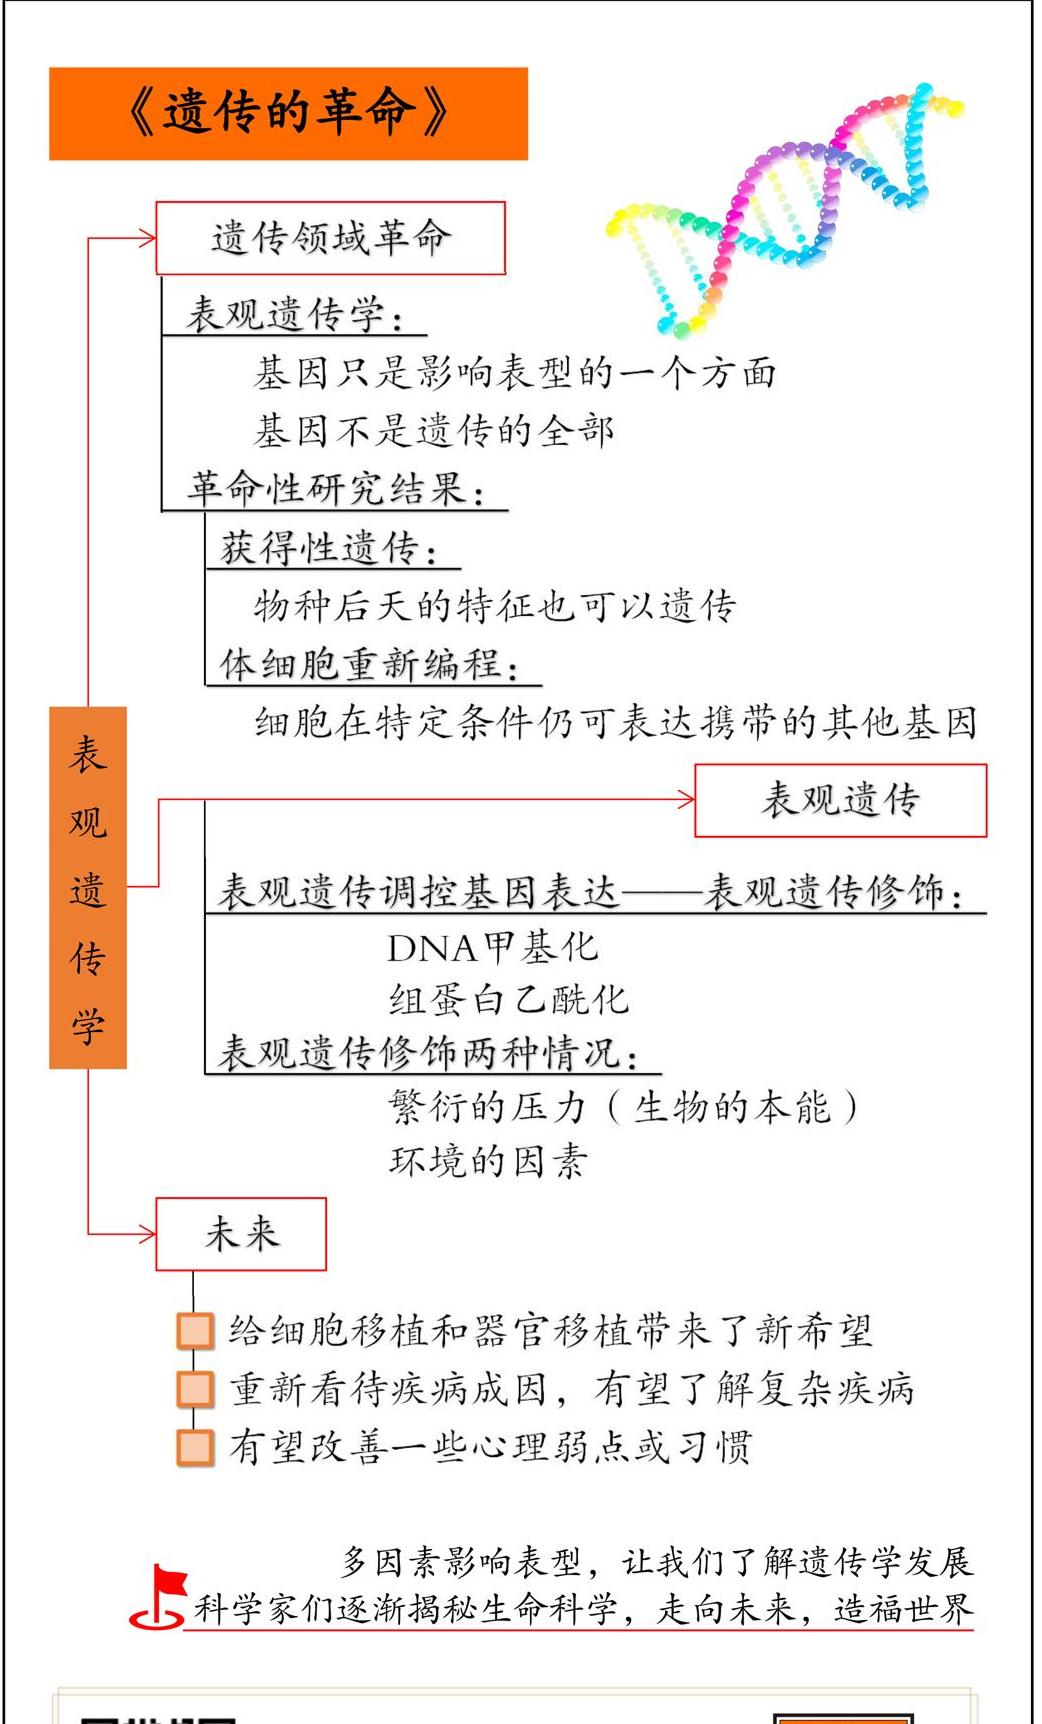 《遗传的革命》
遗传领域革命
表观遗传学：
基因只是影响表型的一个方面
基因不是遗传的全部
革命性研究结果：
获得性遗传：
物种后天的特征也可以遗传
体细胞重新编程：
细胞在特定条件仍可表达携带的其他基因
表观遗传学
表观遗传
表观遗传调控基因表达——表观遗传修饰：
DNA甲基化
组蛋白乙酰化
表观遗传修饰两种情况：
繁衍的压力（生物的本能）
环境的因素
未来
给细胞移植和器官移植带来了新希望
重新看待疾病成因，有望了解复杂疾病
有望改善一些心理弱点或习惯
多因素影响表型，让我们了解遗传学发展
科学家们逐渐揭秘生命科学，走向未来，造福世界